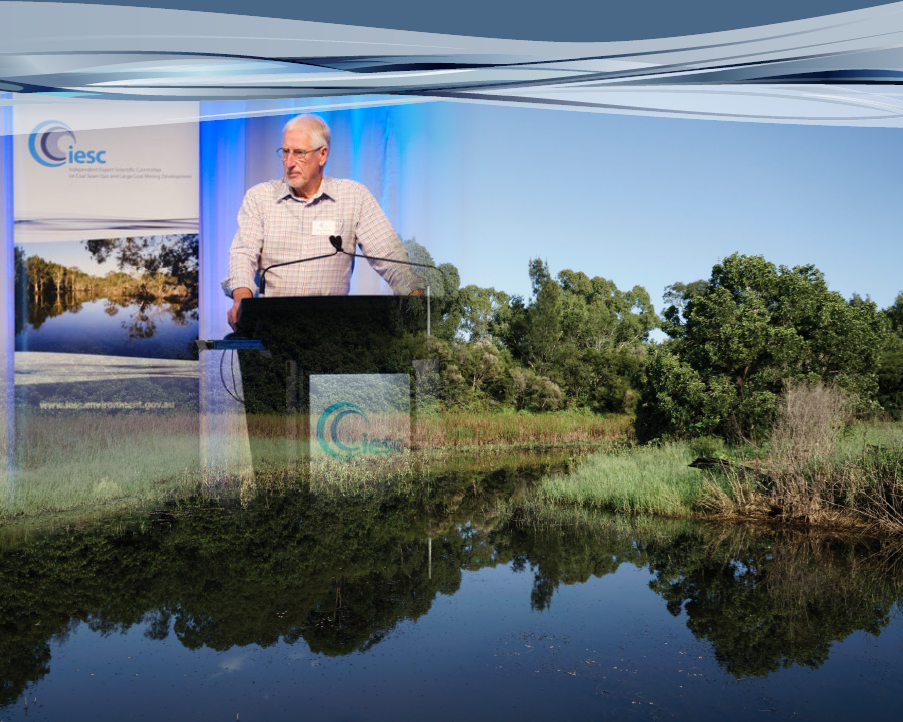 iesc
Independent Expert Scientific Committee
on Coal Seam Gas and Large Coal Mining Development
www.iesc.environment.gov.au
iesc